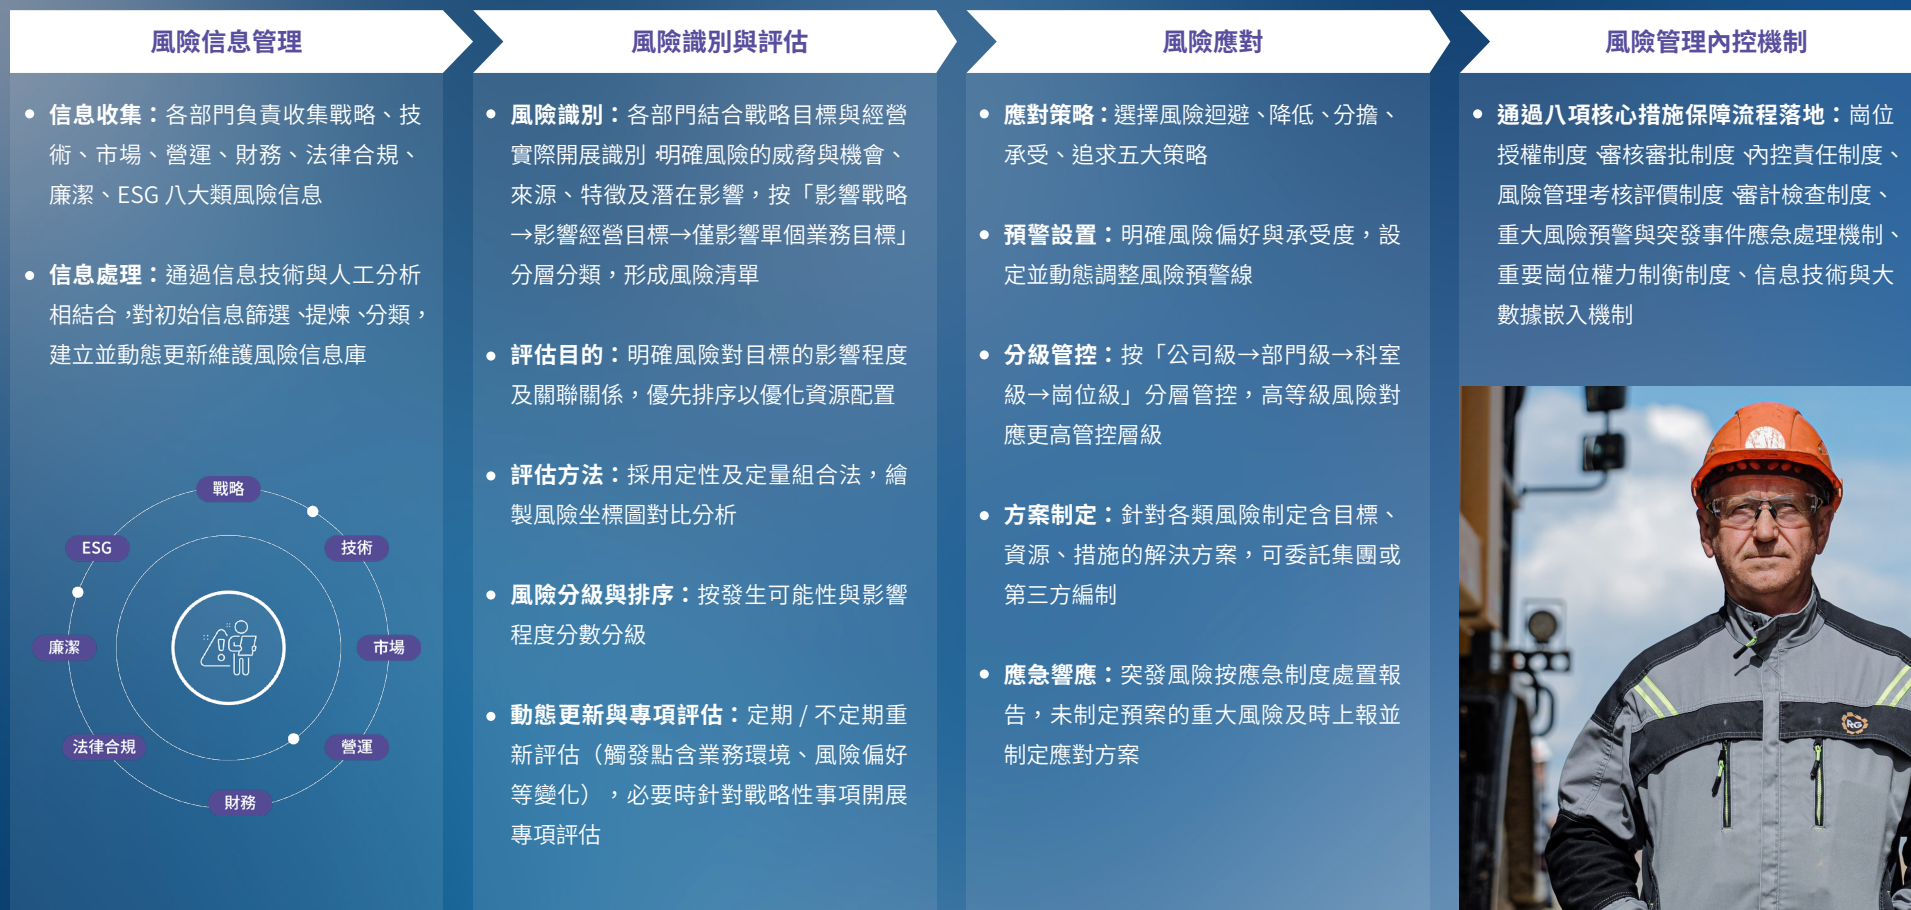 風險信息管理
信息收集：各部門負責收集戰略、技
術、市場、營運、財務、法律合規、
廉潔、ESG 八大類風險信息
信息處理：通過信息技術與人工分析
相結合，對初始信息篩選、提煉、分類，
建立並動態更新維護風險信息庫
戰略
ESG
技術
廉潔
市場
法律合規
營運
財務
風險識別與評估
風險識別：各部門結合戰略目標與經營
實際開展識別，明確風險的威脅與機會、
來源、特徵及潛在影響，按「影響戰略
→影響經營目標→僅影響單個業務目標」
分層分類，形成風險清單
評估目的：明確風險對目標的影響程度
及關聯關係，優先排序以優化資源配置
評估方法：採用定性及定量組合法，繪
製風險坐標圖對比分析
風險分級與排序：按發生可能性與影響
程度分數分級
動態更新與專項評估：定期 / 不定期重
新評估（觸發點含業務環境、風險偏好
等變化），必要時針對戰略性事項開展
專項評估
風險應對
應對策略：選擇風險迴避、降低、分擔、
承受、追求五大策略
預警設置：明確風險偏好與承受度，設
定並動態調整風險預警線
分級管控：按「公司級→部門級→科室
級→崗位級」分層管控，高等級風險對
應更高管控層級
方案制定：針對各類風險制定含目標、
資源、措施的解決方案，可委託集團或
第三方編制
應急響應：突發風險按應急制度處置報
告，未制定預案的重大風險及時上報並
制定應對方案
風險管理內控機制
通過八項核心措施保障流程落地：崗位
授權制度、審核審批制度、內控責任制度、
風險管理考核評價制度、審計檢查制度、
重大風險預警與突發事件應急處理機制、
重要崗位權力制衡制度、信息技術與大
數據嵌入機制
RG